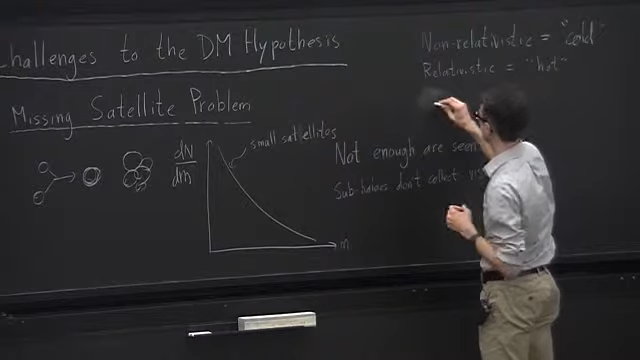 Challenges to the DM Hypothesis
Missing Satellite Problem
dN
dm
small satellites
m
Non-relativistic = "cold"
Relativistic = "hot"
Not enough are seen
Sub-haloes don't collect